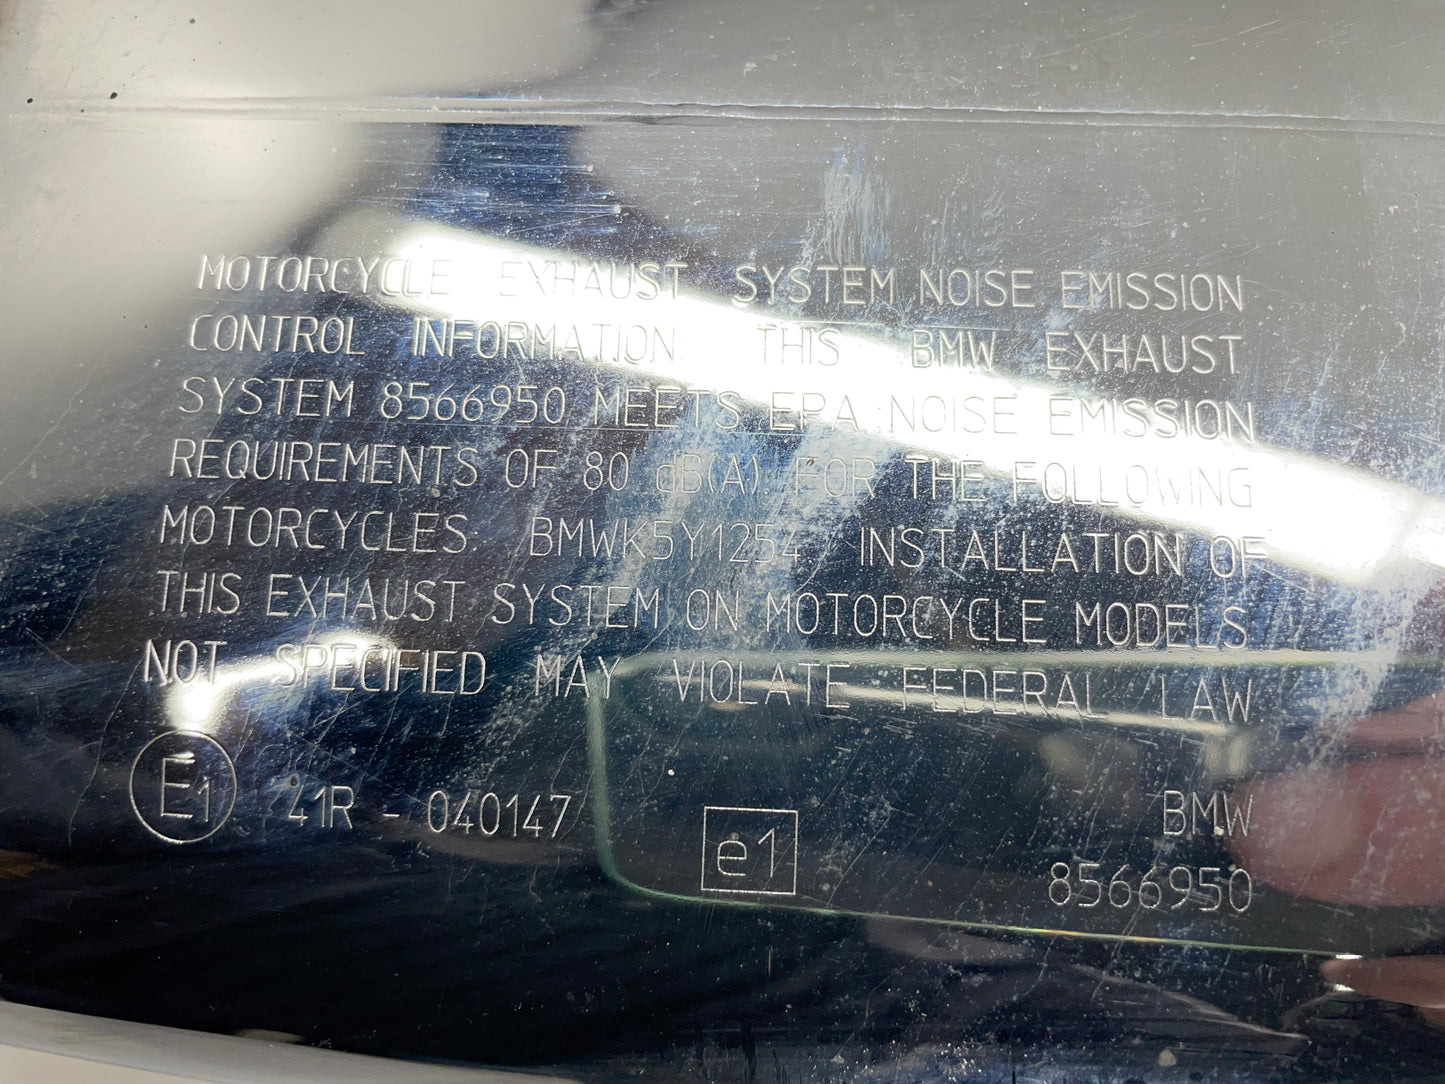 MOTORCYCLE EXHAUST SYSTEM NOISE EMISSION
CONTROL INFORMATION THIS BMW EXHAUST
SYSTEM 8566950 MEETS EPA NOISE EMISSION
REQUIREMENTS OF 80 dB(A) FOR THE FOLLOWING
MOTORCYCLES: BMWK5Y1254 INSTALLATION OF
THIS EXHAUST SYSTEM ON MOTORCYCLE MODELS
NOT SPECIFIED MAY VIOLATE FEDERAL LAW
E1 41R - 040147
e1
BMW
8566950